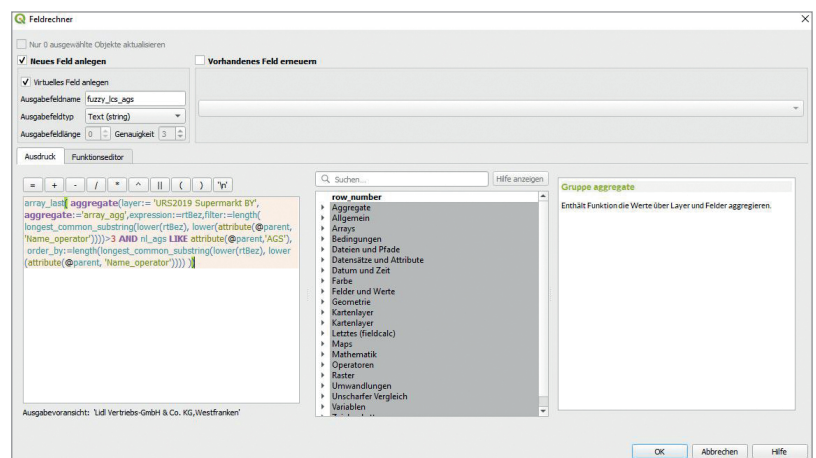 Feldrechner
Nur 0 ausgewählte Objekte aktualisieren
Neues Feld anlegen
Vorhandenes Feld erneuern
Virtuelles Feld anlegen
Ausgabefeldname fuzzy_lcs_ags
Ausgabefeldtyp Text (string)
Ausgabefeldlänge 0 Genauigkeit 3
Ausdruck Funktionseditor
= + - / * ^ || ( ) '\n'
array_last( aggregate(layer:= 'URS2019 Supermarkt BY',
aggregate:='array_agg',expression:=rtBez,filter:=length(
longest_common_substring(lower(rtBez), lower(attribute(@parent,
'Name_operator'))))>3 AND nl_ags LIKE attribute(@parent,'AGS'),
order_by:=length(longest_common_substring(lower(rtBez), lower
(attribute(@parent, 'Name_operator')))) )
Ausgabevoransicht: 'Lidl Vertriebs-GmbH & Co. KG,Westfranken'
Suchen...
Hilfe anzeigen
row_number
Aggregate
Allgemein
Arrays
Bedingungen
Dateien und Pfade
Datensätze und Attribute
Datum und Zeit
Farbe
Felder und Werte
Geometrie
Kartenlayer
Kartenlayer
Letztes (fieldcalc)
Maps
Mathematik
Operatoren
Raster
Umwandlungen
Unscharfer Vergleich
Variablen
Gruppe aggregate
Enthält Funktion die Werte über Layer und Felder aggregieren.
OK Abbrechen Hilfe